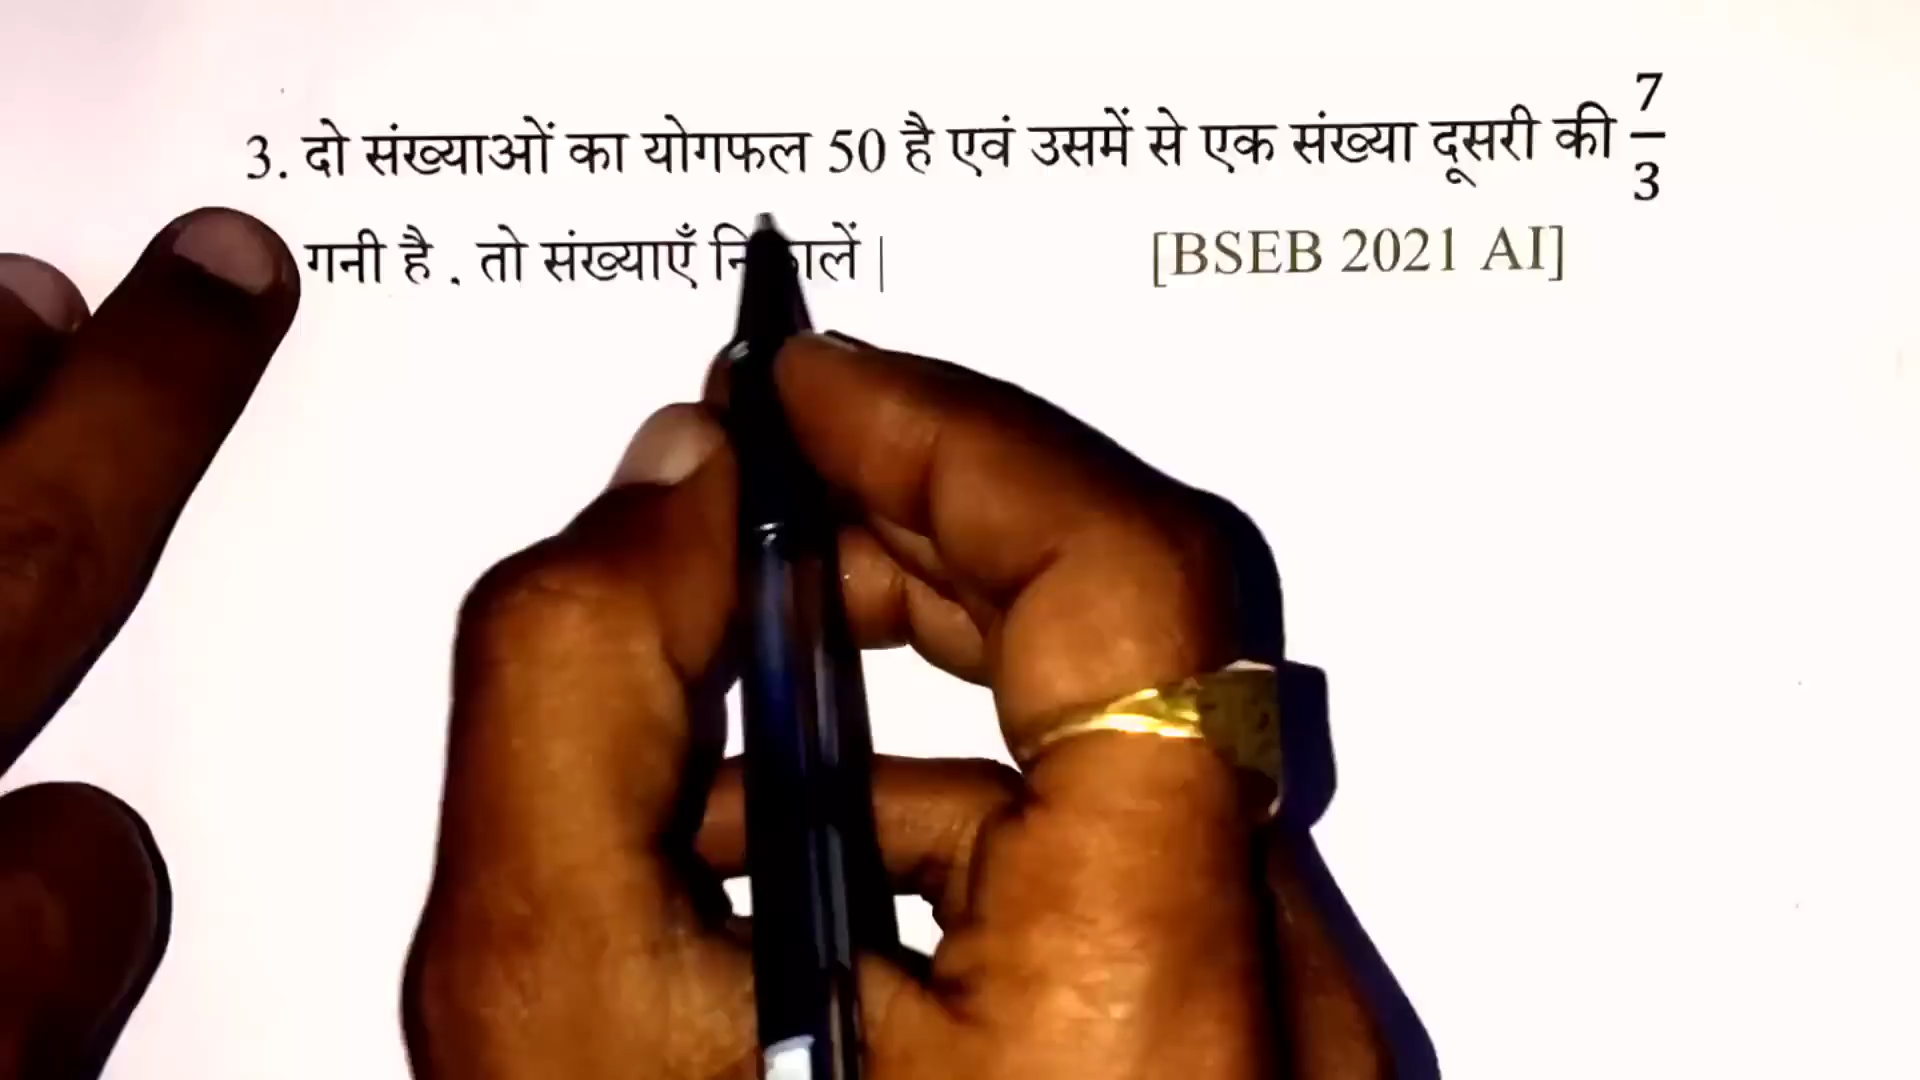 3. दो संख्याओं का योगफल 50 है एवं उसमें से एक संख्या दूसरी की 7/3
गनी है . तो संख्याएँ | [BSEB 2021 AI]